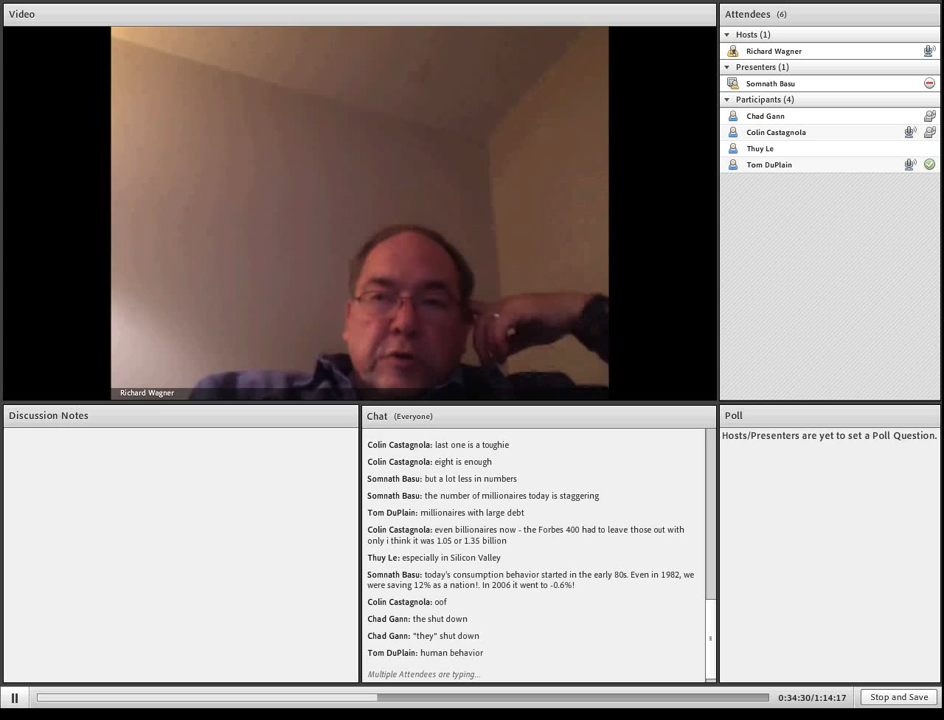 Video
Richard Wagner
Attendees (6)
Hosts (1)
Richard Wagner
Presenters (1)
Somnath Basu
Participants (4)
Chad Gann
Colin Castagnola
Thuy Le
Tom DuPlain
Discussion Notes
Chat (Everyone)
Colin Castagnola: last one is a toughie
Colin Castagnola: eight is enough
Somnath Basu: but a lot less in numbers
Somnath Basu: the number of millionaires today is staggering
Tom DuPlain: millionaires with large debt
Colin Castagnola: even billionaires now - the Forbes 400 had to leave those out with
only i think it was 1.05 or 1.35 billion
Thuy Le: especially in Silicon Valley
Somnath Basu: today's consumption behavior started in the early 80s. Even in 1982, we
were saving 12% as a nation!. In 2006 it went to -0.6%!
Colin Castagnola: oof
Chad Gann: the shut down
Chad Gann: "they" shut down
Tom DuPlain: human behavior
Multiple Attendees are typing...
Poll
Hosts/Presenters are yet to set a Poll Question.
0:34:30/1:14:17
Stop and Save